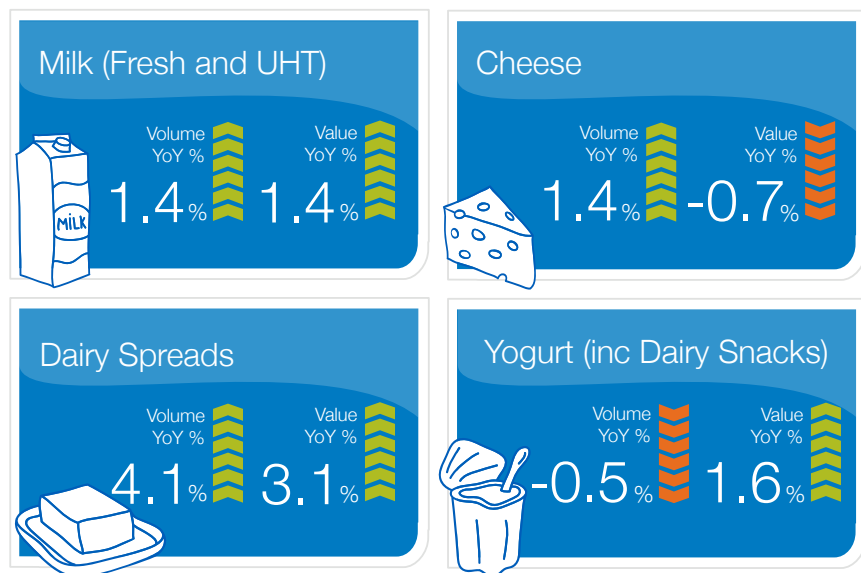 Milk (Fresh and UHT)
Volume
YoY %
1.4%
Value
YoY %
1.4%
MiLK
Cheese
Volume
YoY %
1.4%
Value
YoY %
-0.7%
Dairy Spreads
Volume
YoY %
4.1%
Value
YoY %
3.1%
Yogurt (inc Dairy Snacks)
Volume
YoY %
-0.5%
Value
YoY %
1.6%